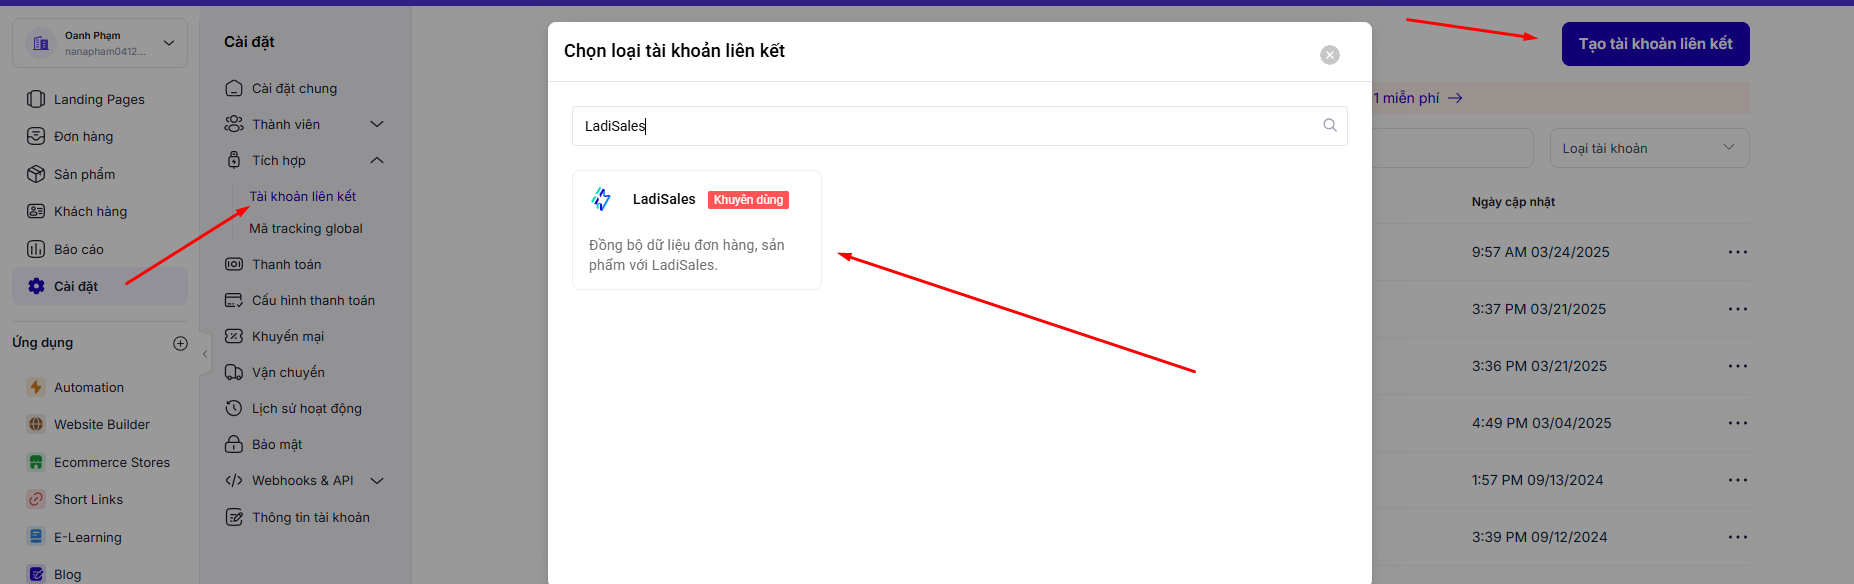 Oanh Phạm
nanapham0412...
Landing Pages
Đơn hàng
Sản phẩm
Khách hàng
Báo cáo
Cài đặt
Ứng dụng
Automation
Website Builder
Ecommerce Stores
Short Links
E-Learning
Blog
Cài đặt
Cài đặt chung
Thành viên
Tích hợp
Tài khoản liên kết
Mã tracking global
Thanh toán
Cấu hình thanh toán
Khuyến mại
Vận chuyển
Lịch sử hoạt động
Bảo mật
Webhooks & API
Thông tin tài khoản
Chọn loại tài khoản liên kết
LadiSales
LadiSales Khuyên dùng
Đồng bộ dữ liệu đơn hàng, sản
phẩm với LadiSales.
Tạo tài khoản liên kết
1 miễn phí
Loại tài khoản
Ngày cập nhật
9:57 AM 03/24/2025
3:37 PM 03/21/2025
3:36 PM 03/21/2025
4:49 PM 03/04/2025
1:57 PM 09/13/2024
3:39 PM 09/12/2024